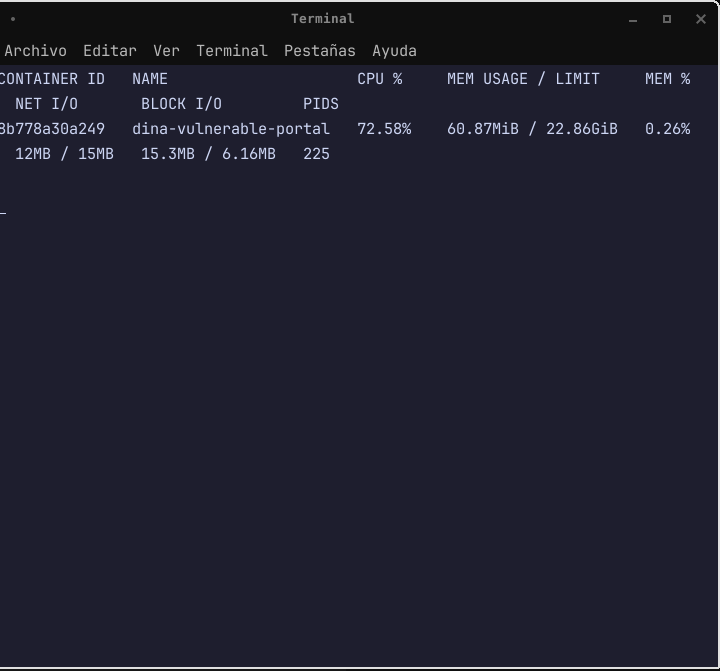 Terminal
Archivo Editar Ver Terminal Pestañas Ayuda
CONTAINER ID NAME CPU % MEM USAGE / LIMIT MEM %
NET I/O BLOCK I/O PIDS
8b778a30a249 dina-vulnerable-portal 72.58% 60.87MiB / 22.86GiB 0.26%
12MB / 15MB 15.3MB / 6.16MB 225